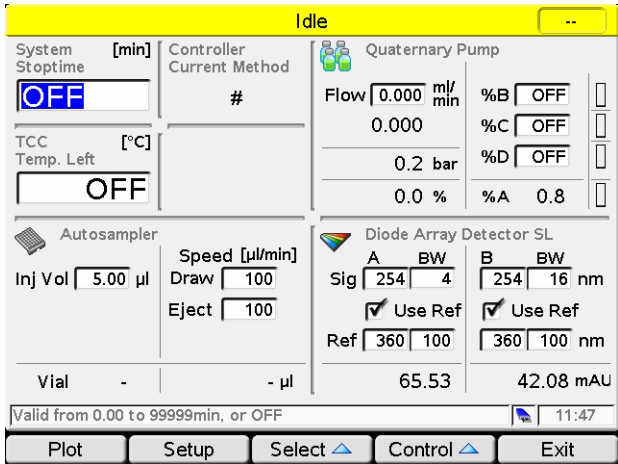 Idle
--
System [min]
Stoptime
OFF
Controller
Current Method
#
TCC [°C]
Temp. Left
OFF
Quaternary Pump
Flow 0.000 ml/min
0.000
0.2 bar
0.0 %
%B OFF
%C OFF
%D OFF
%A 0.8
Autosampler
Speed [µl/min]
Inj Vol 5.00 µl
Draw 100
Eject 100
Vial -
- µl
Diode Array Detector SL
A BW B BW
Sig 254 4 254 16 nm
Use Ref Use Ref
Ref 360 100 360 100 nm
65.53 42.08 mAU
Valid from 0.00 to 99999min, or OFF
11:47
Plot Setup Select Control Exit